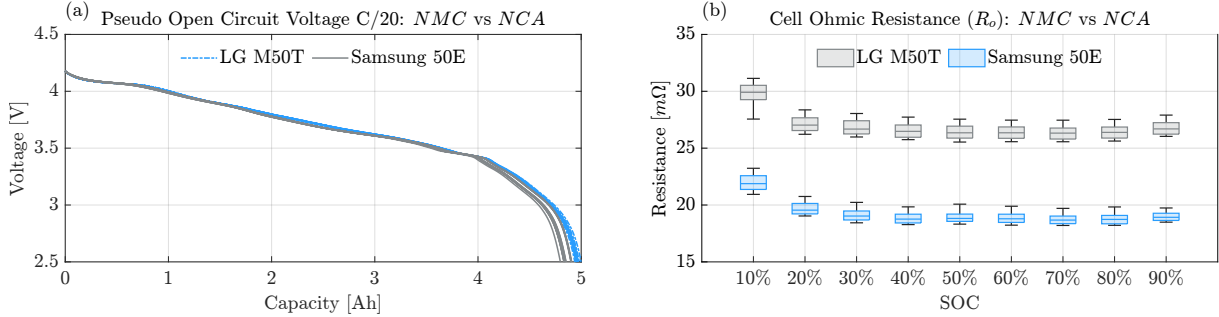 (a)
Pseudo Open Circuit Voltage C/20: NMC vs NCA
LG M50T Samsung 50E
4.5
4
3.5
3
2.5
Voltage [V]
0 1 2 3 4 5
Capacity [Ah]
(b)
Cell Ohmic Resistance (Ro): NMC vs NCA
LG M50T Samsung 50E
35
30
25
20
15
Resistance [mΩ]
10% 20% 30% 40% 50% 60% 70% 80% 90%
SOC